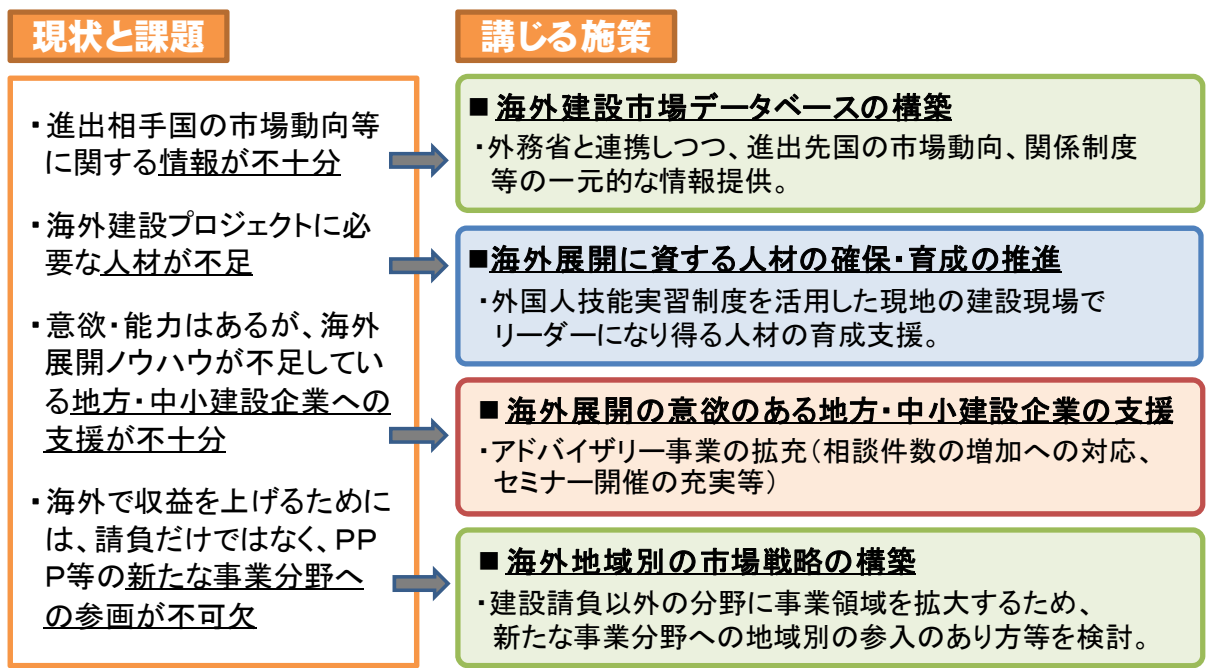 現状と課題
・進出相手国の市場動向等
に関する情報が不十分
・海外建設プロジェクトに必
要な人材が不足
・意欲・能力はあるが、海外
展開ノウハウが不足してい
る地方・中小建設企業への
支援が不十分
・海外で収益を上げるために
は、請負だけではなく、ＰＰ
Ｐ等の新たな事業分野へ
の参画が不可欠
講じる施策
■海外建設市場データベースの構築
・外務省と連携しつつ、進出先国の市場動向、関係制度
等の一元的な情報提供。
■海外展開に資する人材の確保・育成の推進
・外国人技能実習制度を活用した現地の建設現場で
リーダーになり得る人材の育成支援。
■海外展開の意欲のある地方・中小建設企業の支援
・アドバイザリー事業の拡充（相談件数の増加への対応、
セミナー開催の充実等）
■海外地域別の市場戦略の構築
・建設請負以外の分野に事業領域を拡大するため、
新たな事業分野への地域別の参入のあり方等を検討。